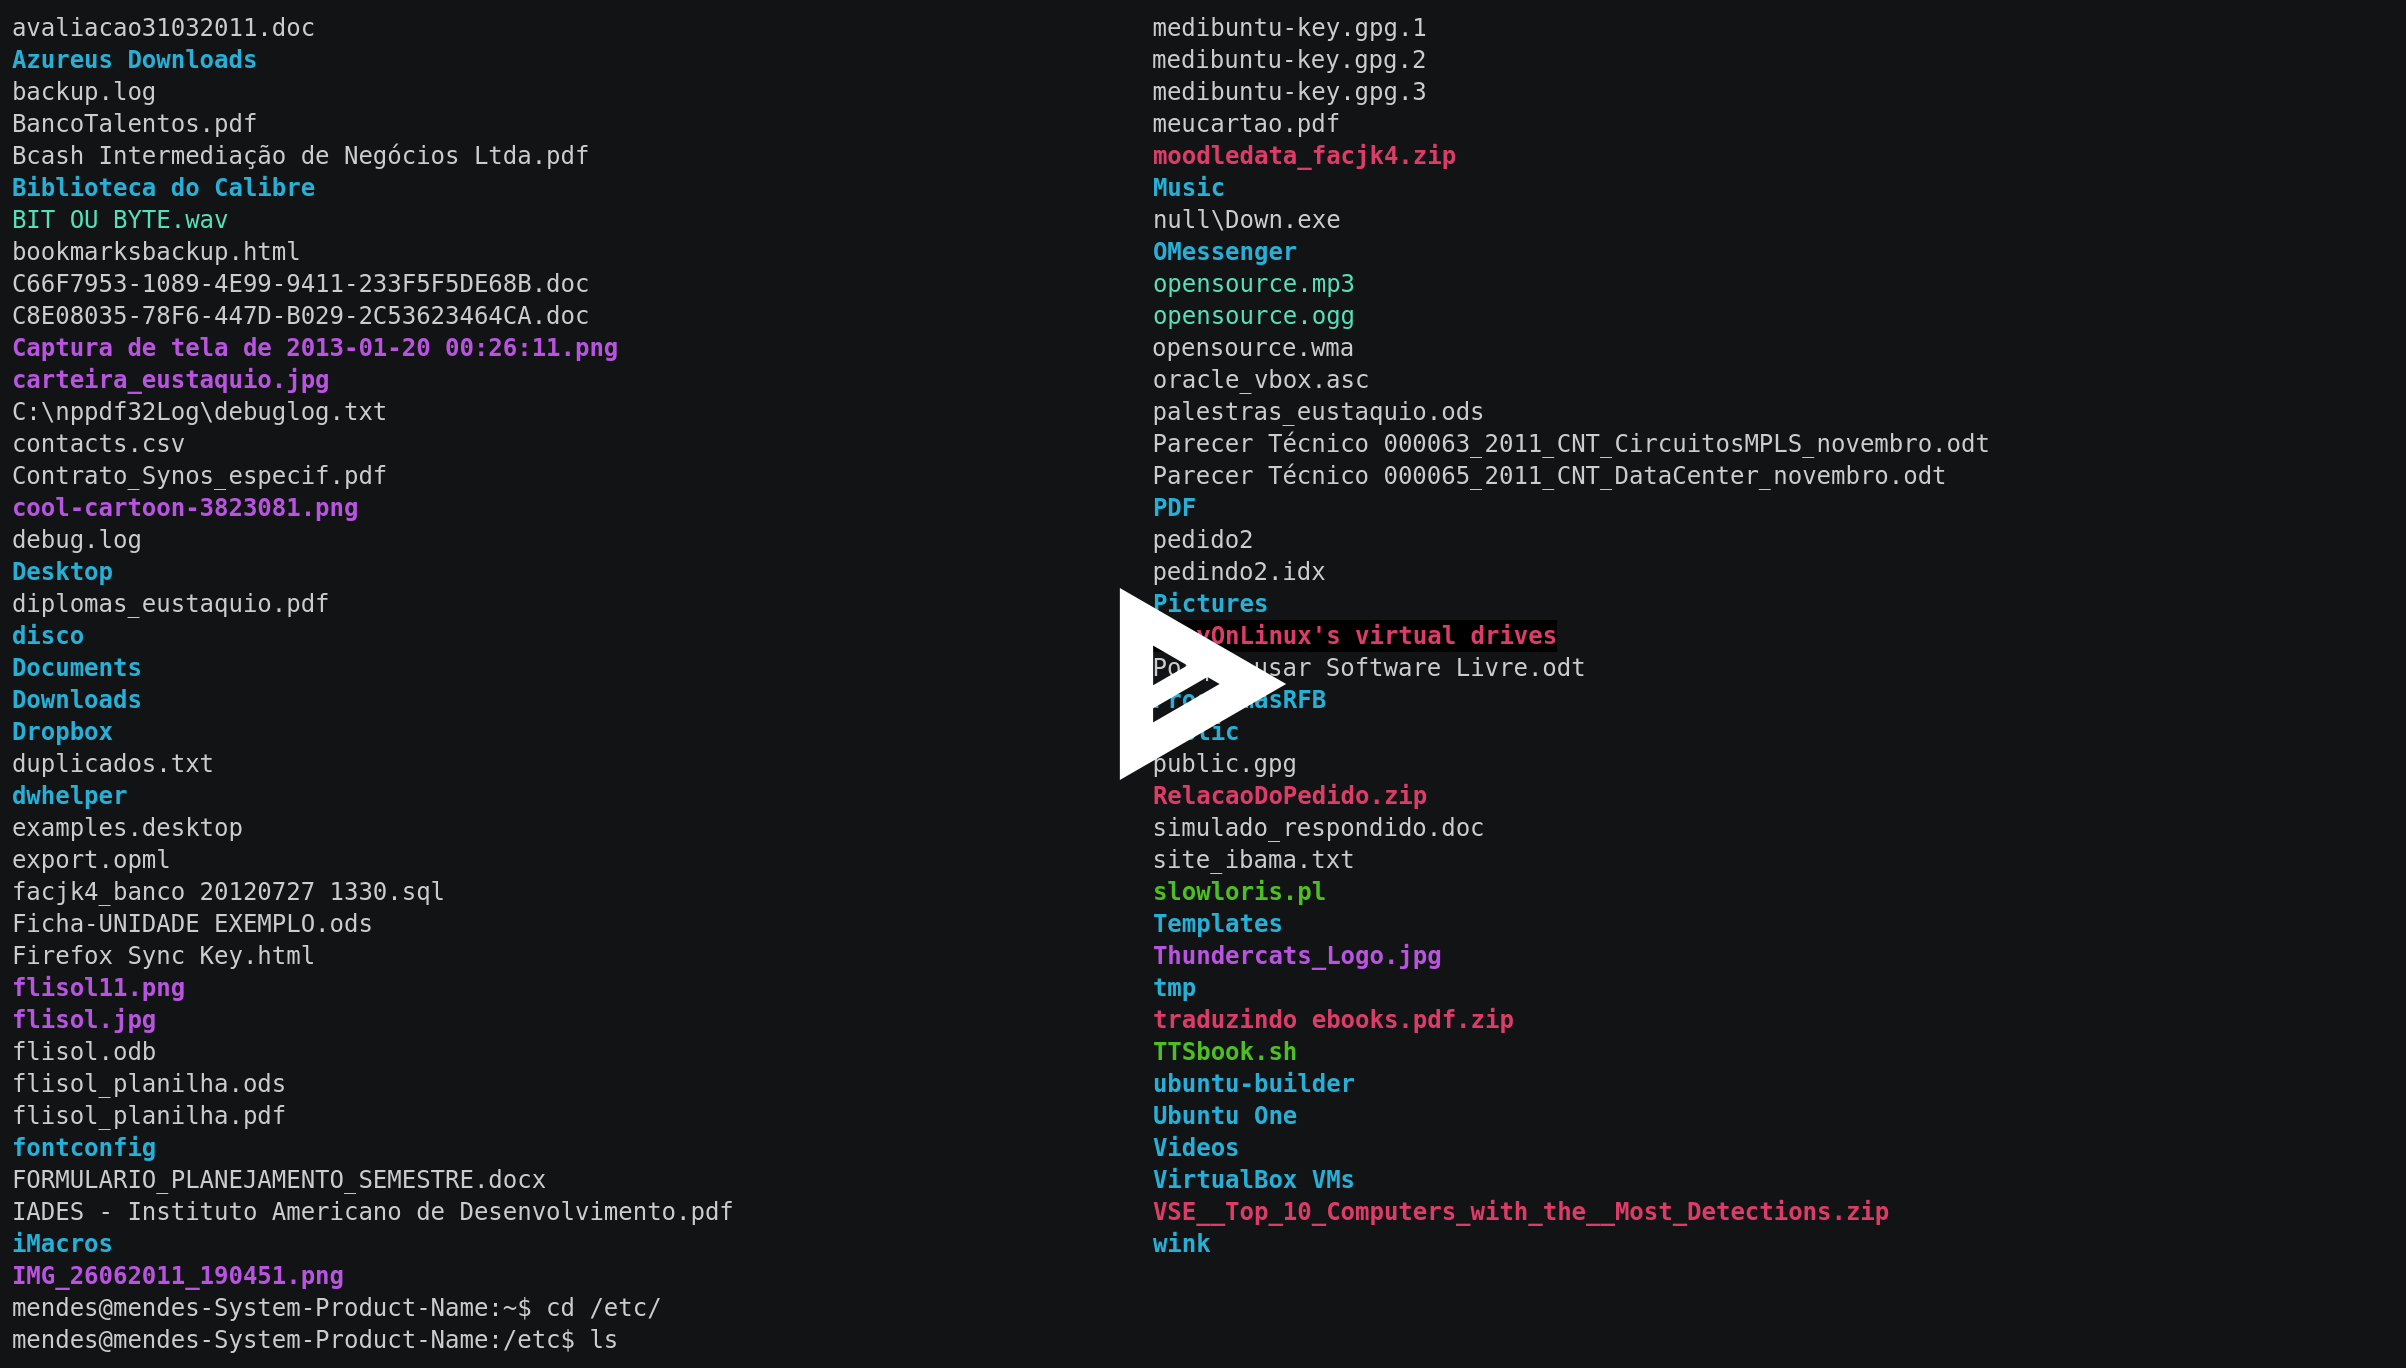 avaliacao31032011.doc
Azureus Downloads
backup.log
BancoTalentos.pdf
Bcash Intermediação de Negócios Ltda.pdf
Biblioteca do Calibre
BIT OU BYTE.wav
bookmarksbackup.html
C66F7953-1089-4E99-9411-233F5F5DE68B.doc
C8E08035-78F6-447D-B029-2C53623464CA.doc
Captura de tela de 2013-01-20 00:26:11.png
carteira_eustaquio.jpg
C:\nppdf32Log\debuglog.txt
contacts.csv
Contrato_Synos_especif.pdf
cool-cartoon-3823081.png
debug.log
Desktop
diplomas_eustaquio.pdf
disco
Documents
Downloads
Dropbox
duplicados.txt
dwhelper
examples.desktop
export.opml
facjk4_banco 20120727 1330.sql
Ficha-UNIDADE EXEMPLO.ods
Firefox Sync Key.html
flisol11.png
flisol.jpg
flisol.odb
flisol_planilha.ods
flisol_planilha.pdf
fontconfig
FORMULARIO_PLANEJAMENTO_SEMESTRE.docx
IADES - Instituto Americano de Desenvolvimento.pdf
iMacros
IMG_26062011_190451.png
medibuntu-key.gpg.1
medibuntu-key.gpg.2
medibuntu-key.gpg.3
meucartao.pdf
moodledata_facjk4.zip
Music
null\Down.exe
OMessenger
opensource.mp3
opensource.ogg
opensource.wma
oracle_vbox.asc
palestras_eustaquio.ods
Parecer Técnico 000063_2011_CNT_CircuitosMPLS_novembro.odt
Parecer Técnico 000065_2011_CNT_DataCenter_novembro.odt
PDF
pedido2
pedindo2.idx
Pictures
virtual drives
usar Software Livre.odt
public.gpg
RelacaoDoPedido.zip
simulado_respondido.doc
site_ibama.txt
slowloris.pl
Templates
Thundercats_Logo.jpg
tmp
traduzindo ebooks.pdf.zip
TTSbook.sh
ubuntu-builder
Ubuntu One
Videos
VirtualBox VMs
VSE__Top_10_Computers_with_the__Most_Detections.zip
wink
mendes@mendes-System-Product-Name:~$ cd /etc/
mendes@mendes-System-Product-Name:/etc$ ls